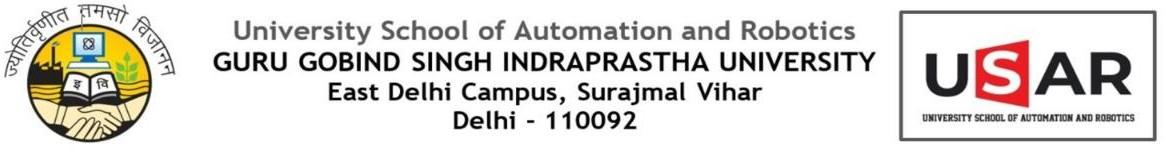 ज्योतिर्वृणीत तमसो विजानन
इ वि
University School of Automation and Robotics
GURU GOBIND SINGH INDRAPRASTHA UNIVERSITY
East Delhi Campus, Surajmal Vihar
Delhi - 110092
USAR
UNIVERSITY SCHOOL OF AUTOMATION AND ROBOTICS